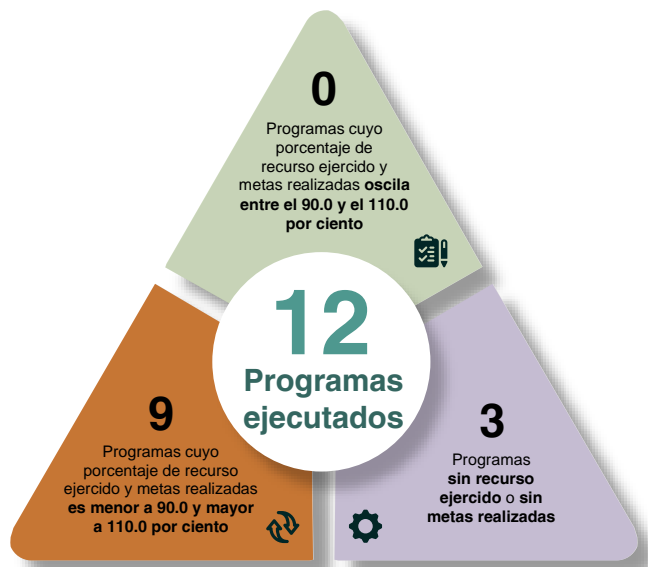 0
Programas cuyo
porcentaje de
recurso ejercido y
metas realizadas oscila
entre el 90.0 y el 110.0
por ciento
12
Programas
ejecutados
9
Programas cuyo
porcentaje de recurso
ejercido y metas realizadas
es menor a 90.0 y mayor
a 110.0 por ciento
3
Programas
sin recurso
ejercido o sin
metas realizadas